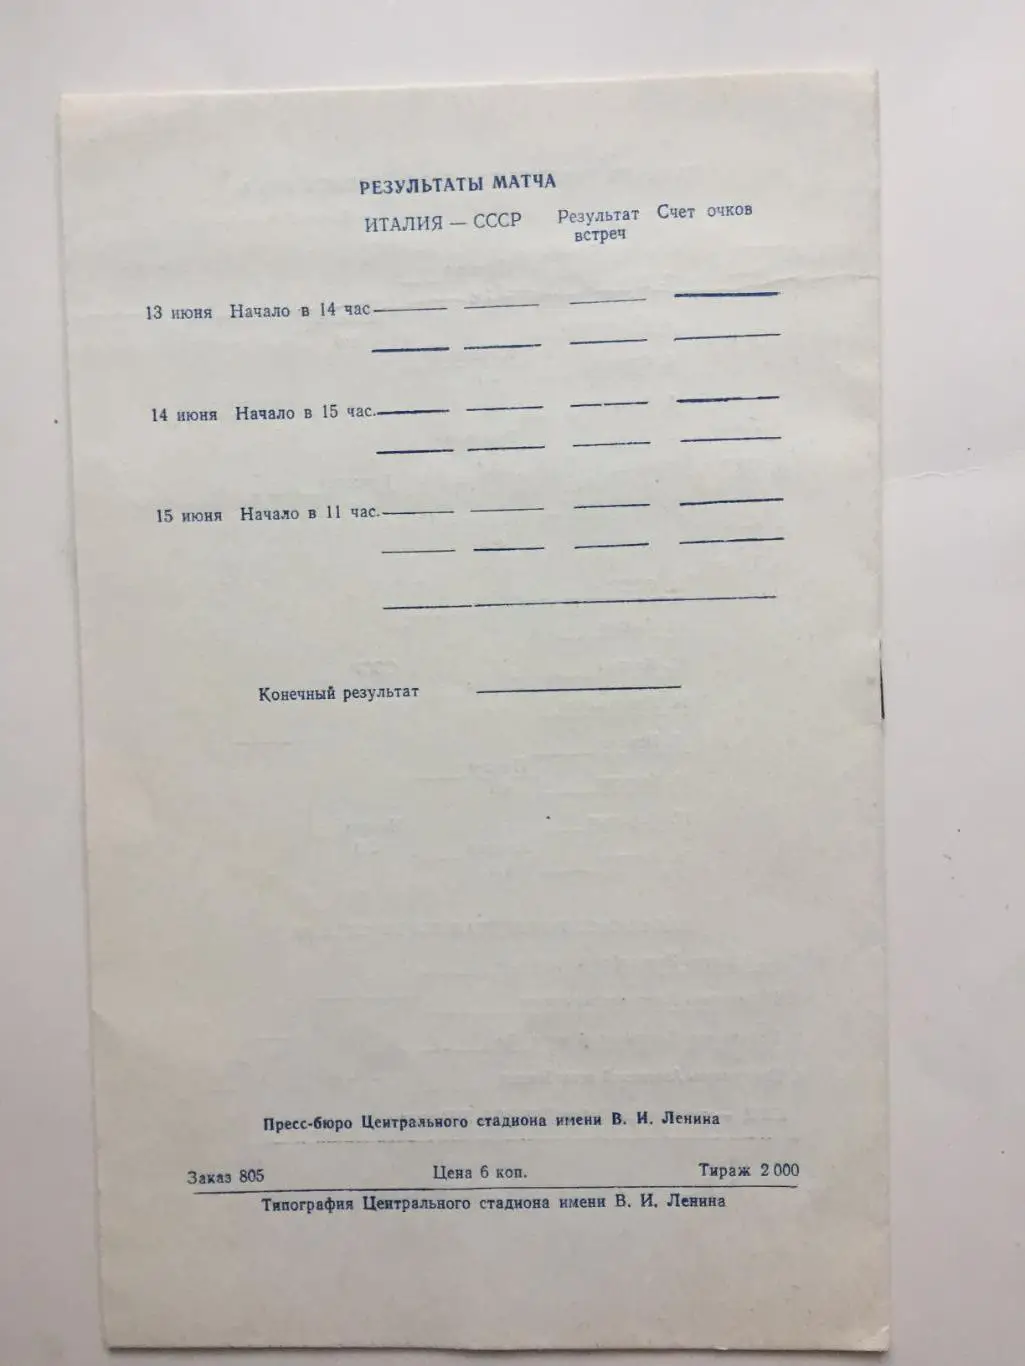 РЕЗУЛЬТАТЫ МАТЧА
ИТАЛИЯ — СССР Результат встреч Счет очков
13 июня Начало в 14 час
14 июня Начало в 15 час.
15 июня Начало в 11 час.
Конечный результат
Пресс-бюро Центрального стадиона имени В. И. Ленина
Заказ 805 Цена 6 коп. Тираж 2 000
Типография Центрального стадиона имени В. И. Ленина